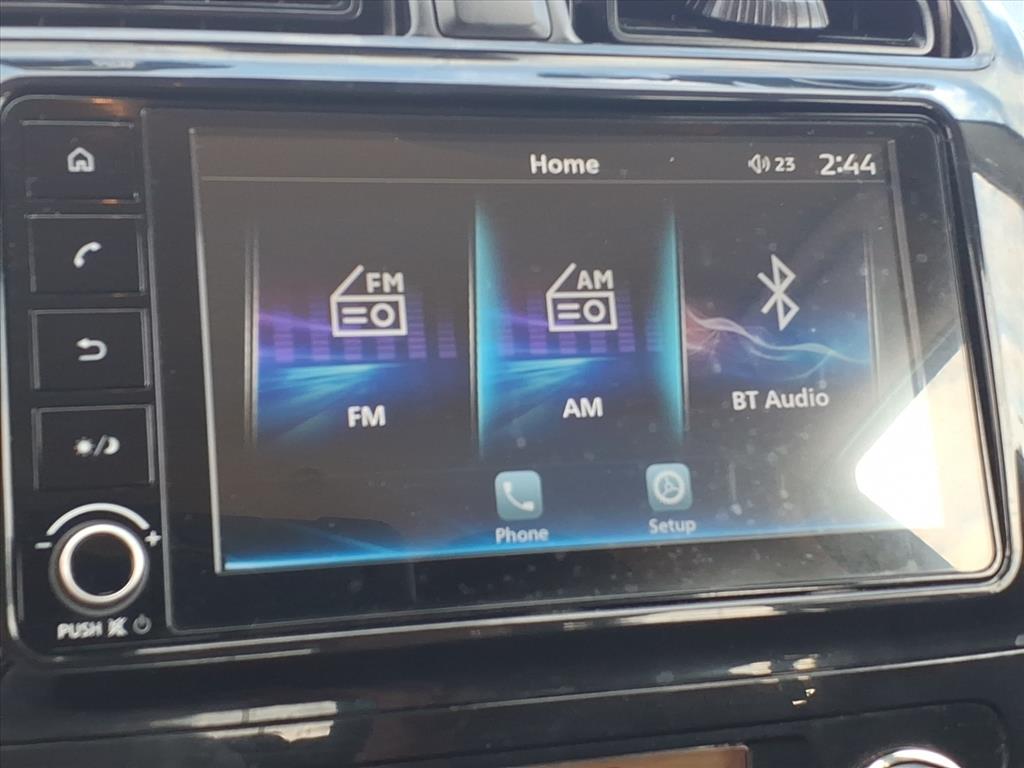 Home 23 2:44
FM AM
FM AM BT Audio
Phone Setup
- +
PUSH